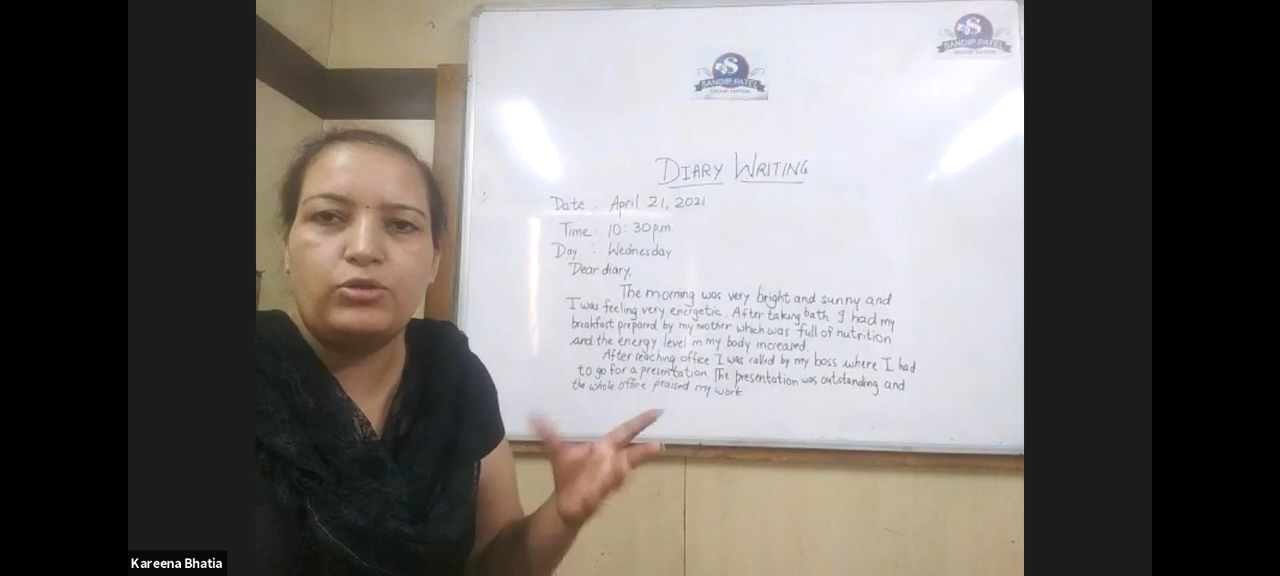 SANDIP PATEL
SANDIP PATEL
DIARY WRITING
Date : April 21, 2021
Time : 10:30p.m.
Day : Wednesday
Dear diary,
The morning was very bright and sunny and
I was feeling very energetic. After taking bath I had my
breakfast prepared by my mother which was full of nutrition
and the energy level in my body increased.
After reaching office I was called by my boss where I had
to go for a presentation. The presentation was outstanding and
the whole office praised my work
Kareena Bhatia